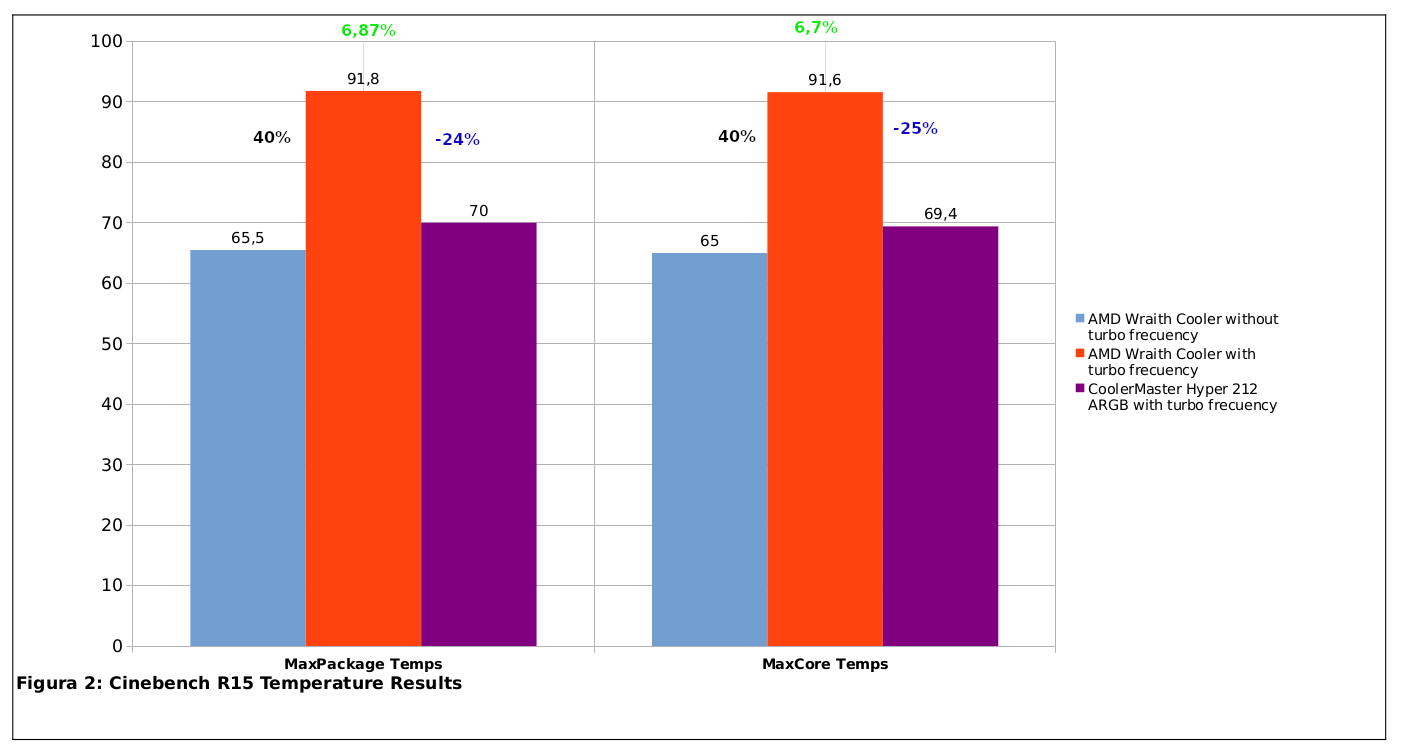 6,87%
6,7%
100
90
80
70
60
50
40
30
20
10
0
91,8
91,6
40%
-24%
40%
-25%
65,5
70
65
69,4
AMD Wraith Cooler without
turbo frecuency
AMD Wraith Cooler with
turbo frecuency
CoolerMaster Hyper 212
ARGB with turbo frecuency
MaxPackage Temps
MaxCore Temps
Figura 2: Cinebench R15 Temperature Results